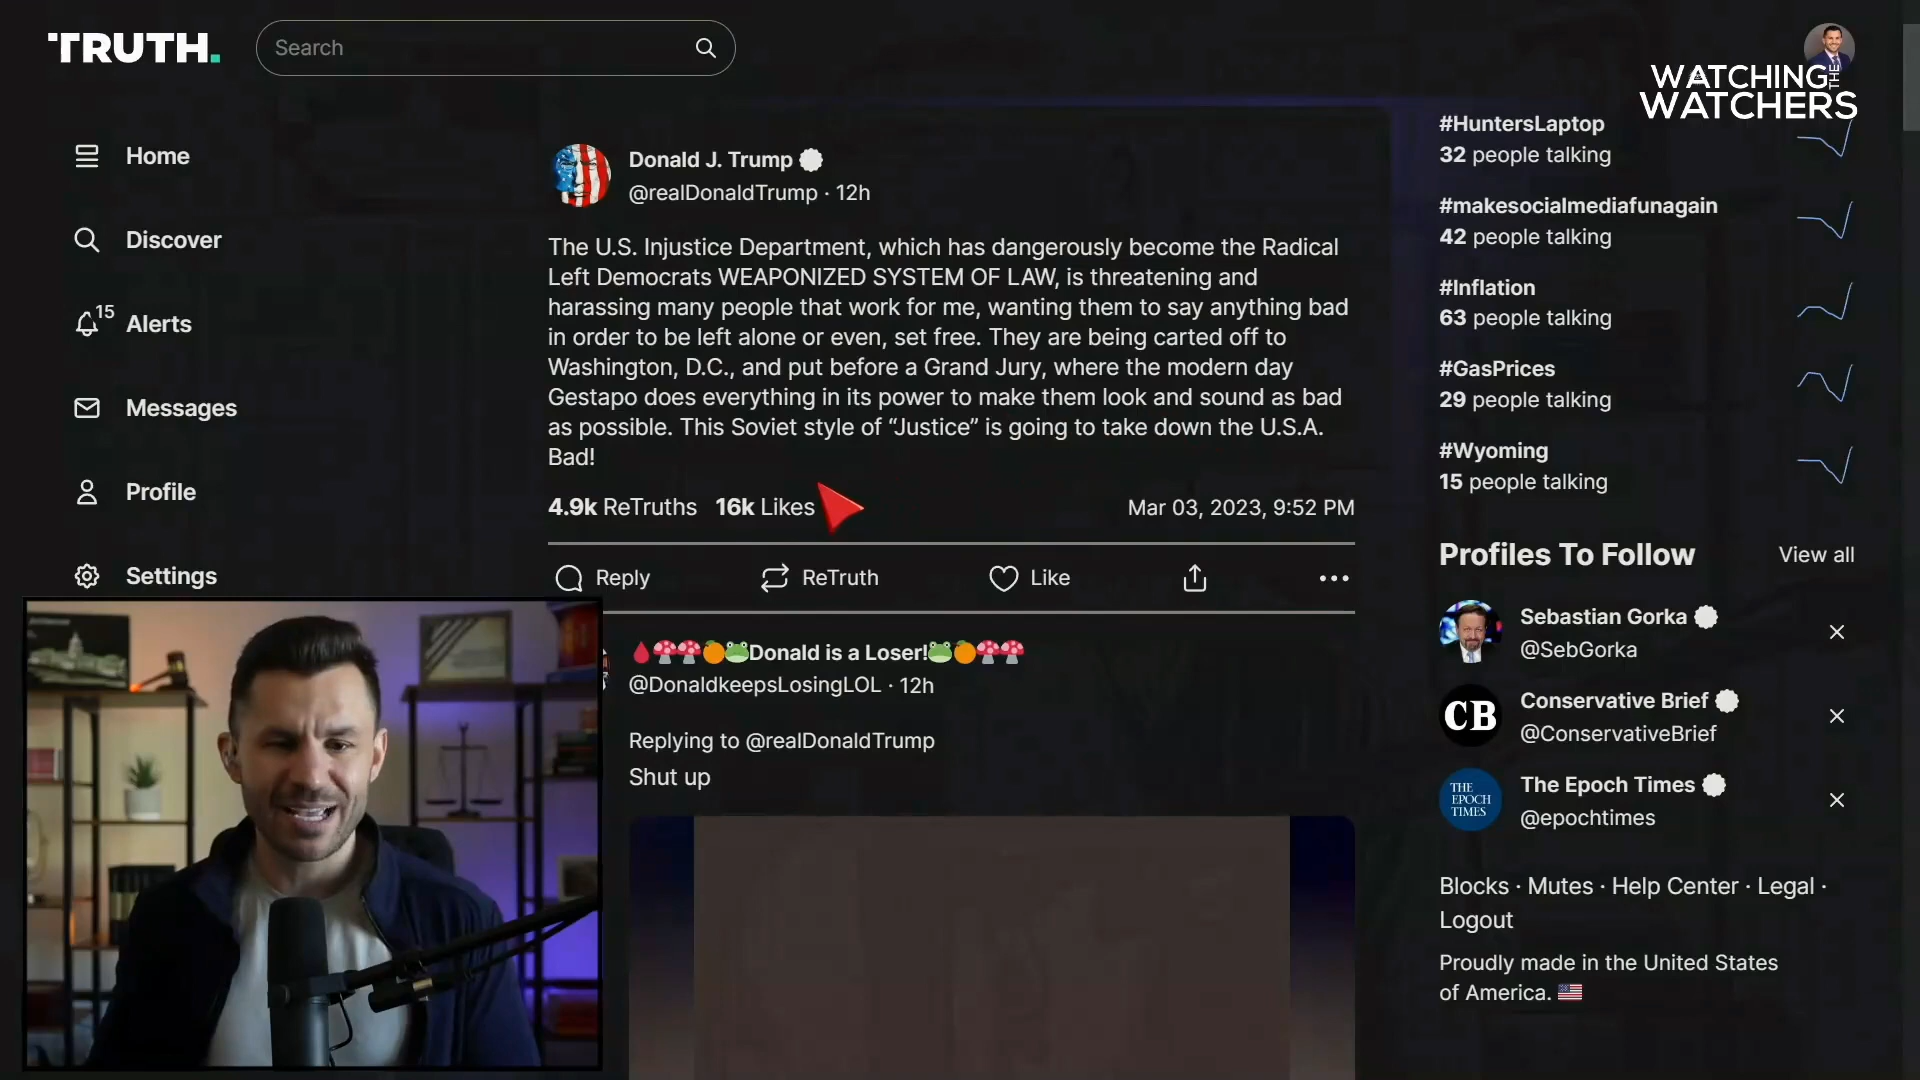 TRUTH.
Search
WATCHING THE
WATCHERS
Home
Discover
15
Alerts
Messages
Profile
Settings
Donald J. Trump
@realDonaldTrump · 12h
The U.S. Injustice Department, which has dangerously become the Radical
Left Democrats WEAPONIZED SYSTEM OF LAW, is threatening and
harassing many people that work for me, wanting them to say anything bad
in order to be left alone or even, set free. They are being carted off to
Washington, D.C., and put before a Grand Jury, where the modern day
Gestapo does everything in its power to make them look and sound as bad
as possible. This Soviet style of “Justice” is going to take down the U.S.A.
Bad!
4.9k ReTruths 16k Likes
Mar 03, 2023, 9:52 PM
Reply
ReTruth
Like
🩸🍄🍄🍊🐸Donald is a Loser!🐸🍊🍄🍄
@DonaldkeepsLosingLOL · 12h
Replying to @realDonaldTrump
Shut up
#HuntersLaptop
32 people talking
#makesocialmediafunagain
42 people talking
#Inflation
63 people talking
#GasPrices
29 people talking
#Wyoming
15 people talking
Profiles To Follow
View all
Sebastian Gorka
@SebGorka
CB
Conservative Brief
@ConservativeBrief
THE
EPOCH
TIMES
The Epoch Times
@epochtimes
Blocks · Mutes · Help Center · Legal ·
Logout
Proudly made in the United States
of America. 🇺🇸